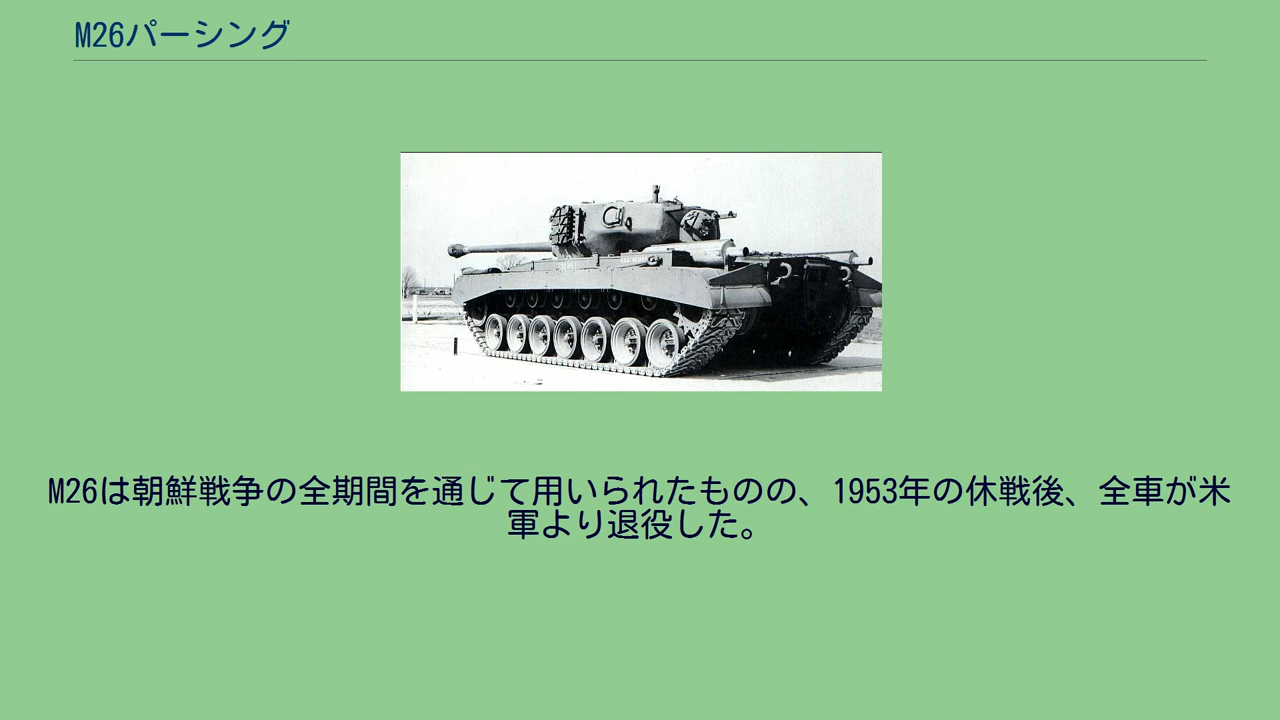 M26パーシング
M26は朝鮮戦争の全期間を通じて用いられたものの、1953年の休戦後、全車が米
軍より退役した。